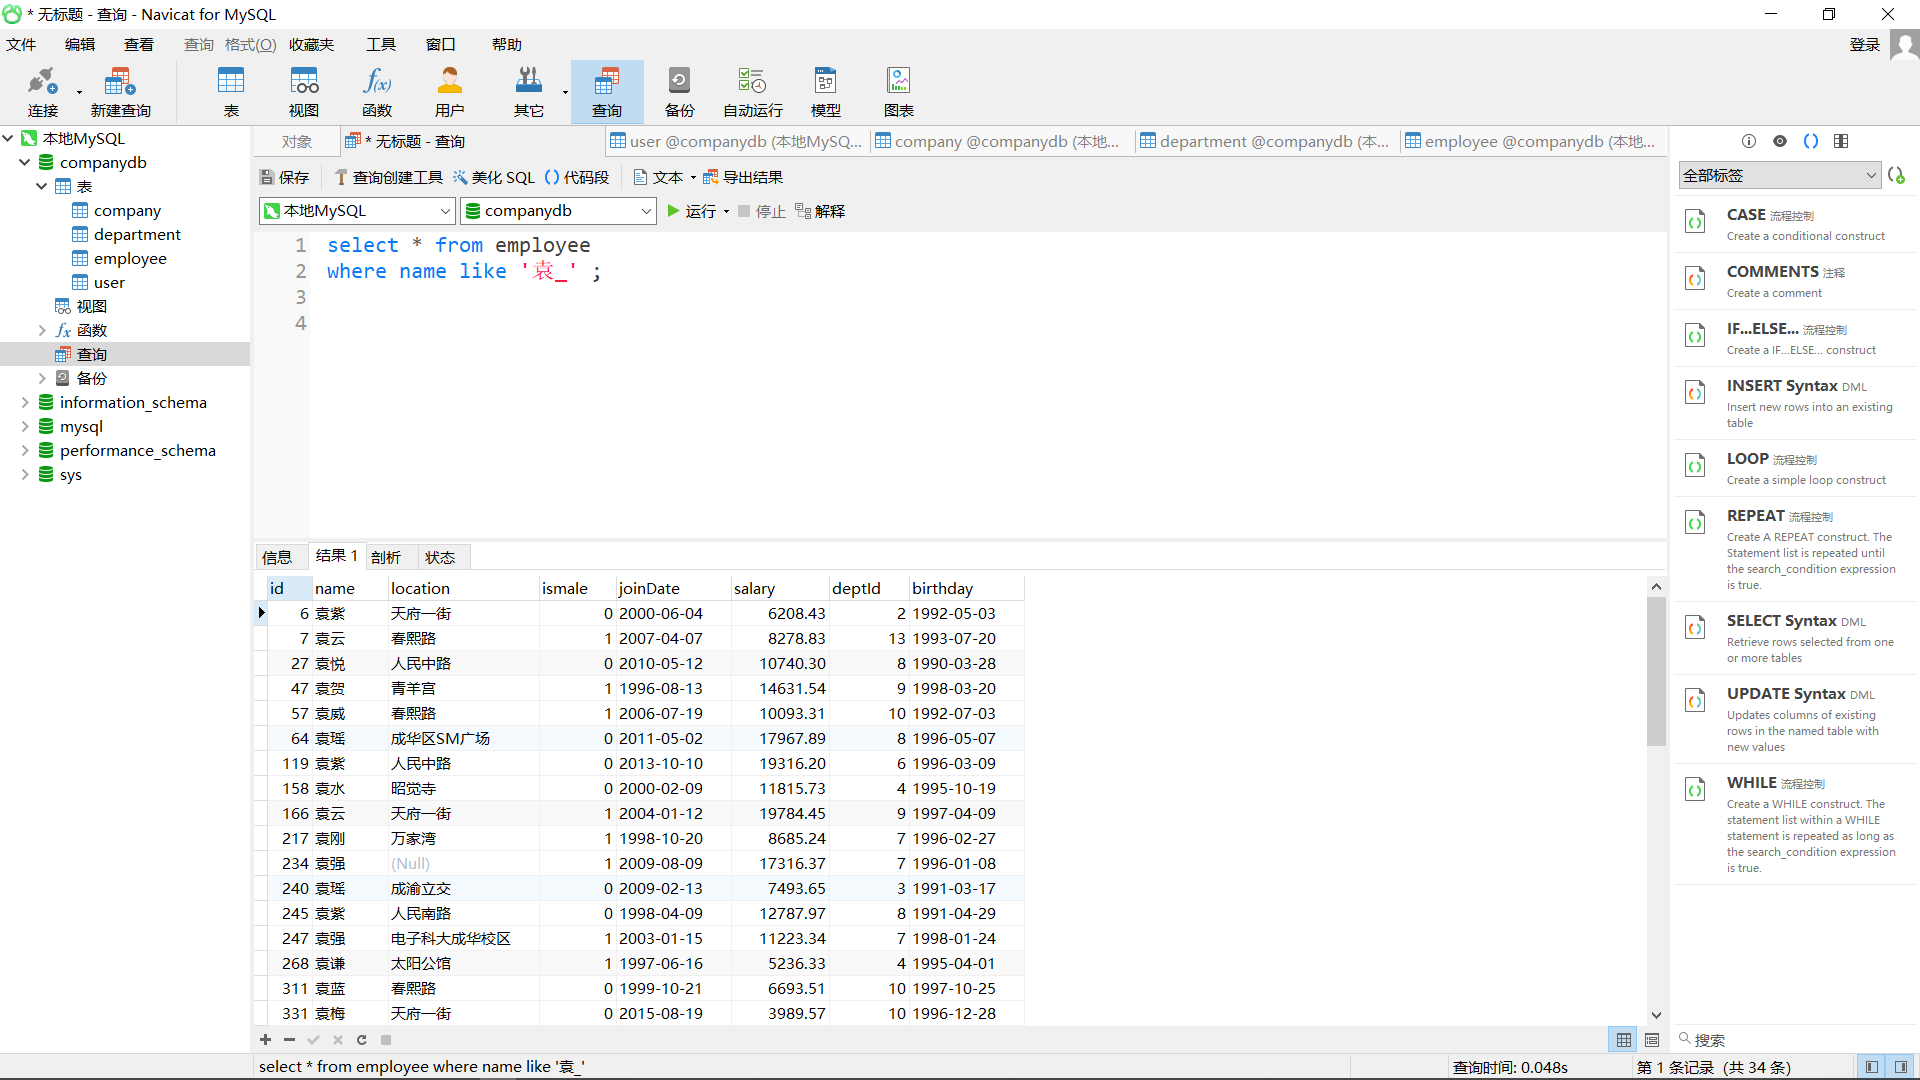 * 无标题 - 查询 - Navicat for MySQL
文件 编辑 查看 查询 格式(O) 收藏夹 工具 窗口 帮助 登录
连接 新建查询 表 视图 函数 用户 其它 查询 备份 自动运行 模型 图表
本地MySQL
companydb
表
company
department
employee
user
视图
函数
查询
备份
information_schema
mysql
performance_schema
sys
对象 * 无标题 - 查询 user @companydb (本地MySQ... company @companydb (本地... department @companydb (本... employee @companydb (本地...
保存 查询创建工具 美化 SQL 代码段 文本 导出结果
本地MySQL companydb 运行 停止 解释
1 select * from employee
2 where name like '袁_' ;
3
4
信息 结果 1 剖析 状态
id name location ismale joinDate salary deptId birthday
6 袁紫 天府一街 0 2000-06-04 6208.43 2 1992-05-03
7 袁云 春熙路 1 2007-04-07 8278.83 13 1993-07-20
27 袁悦 人民中路 0 2010-05-12 10740.30 8 1990-03-28
47 袁贺 青羊宫 1 1996-08-13 14631.54 9 1998-03-20
57 袁威 春熙路 1 2006-07-19 10093.31 10 1992-07-03
64 袁瑶 成华区SM广场 0 2011-05-02 17967.89 8 1996-05-07
119 袁紫 人民中路 0 2013-10-10 19316.20 6 1996-03-09
158 袁水 昭觉寺 0 2000-02-09 11815.73 4 1995-10-19
166 袁云 天府一街 1 2004-01-12 19784.45 9 1997-04-09
217 袁刚 万家湾 1 1998-10-20 8685.24 7 1996-02-27
234 袁强 (Null) 1 2009-08-09 17316.37 7 1996-01-08
240 袁瑶 成渝立交 0 2009-02-13 7493.65 3 1991-03-17
245 袁紫 人民南路 0 1998-04-09 12787.97 8 1991-04-29
247 袁强 电子科大成华校区 1 2003-01-15 11223.34 7 1998-01-24
268 袁谦 太阳公馆 1 1997-06-16 5236.33 4 1995-04-01
311 袁蓝 春熙路 0 1999-10-21 6693.51 10 1997-10-25
331 袁梅 天府一街 0 2015-08-19 3989.57 10 1996-12-28
全部标签
CASE 流程控制
Create a conditional construct
COMMENTS 注释
Create a comment
IF...ELSE... 流程控制
Create a IF...ELSE... construct
INSERT Syntax DML
Insert new rows into an existing
table
LOOP 流程控制
Create a simple loop construct
REPEAT 流程控制
Create A REPEAT construct. The
Statement list is repeated until
the search_condition expression
is true.
SELECT Syntax DML
Retrieve rows selected from one
or more tables
UPDATE Syntax DML
Updates columns of existing
rows in the named table with
new values
WHILE 流程控制
Create a WHILE construct. The
statement list within a WHILE
statement is repeated as long as
the search_condition expression
is true.
搜索
select * from employee where name like '袁_' 查询时间: 0.048s 第 1 条记录 (共 34 条)